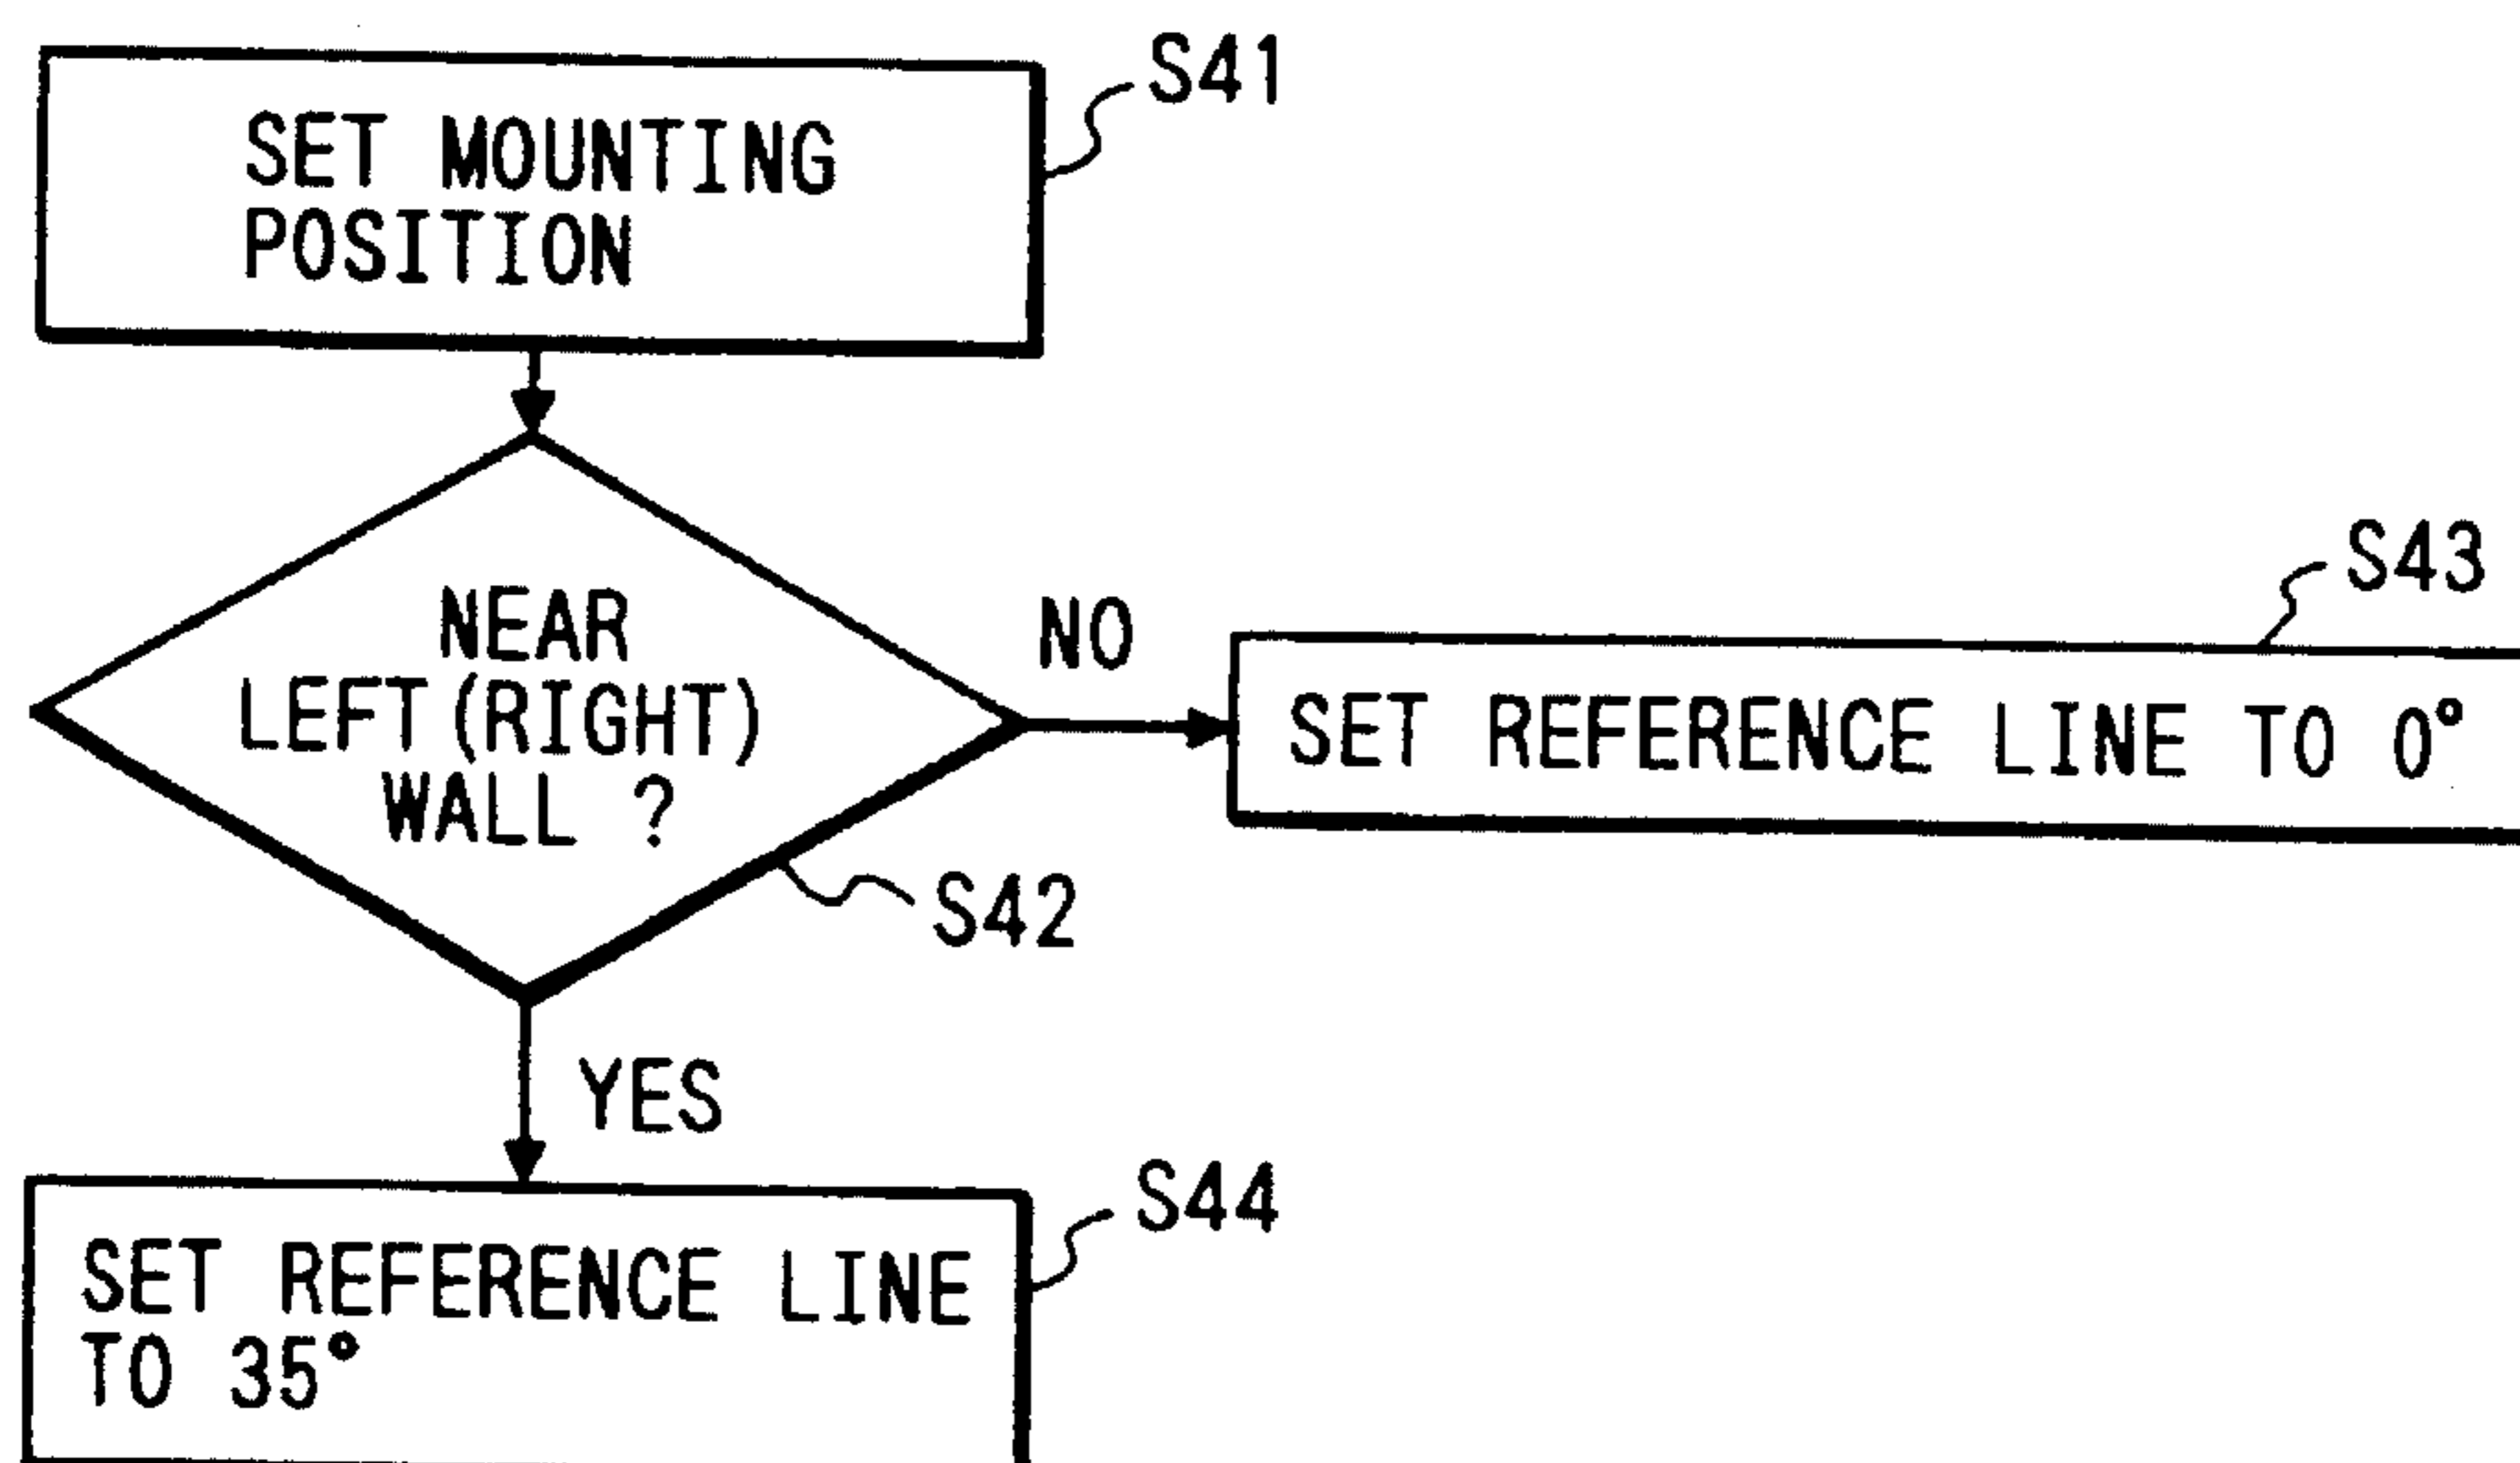 S41
SET MOUNTING
POSITION
NEAR
LEFT(RIGHT)
WALL ?
NO
S43
SET REFERENCE LINE TO 0°
S42
YES
S44
SET REFERENCE LINE
TO 35°